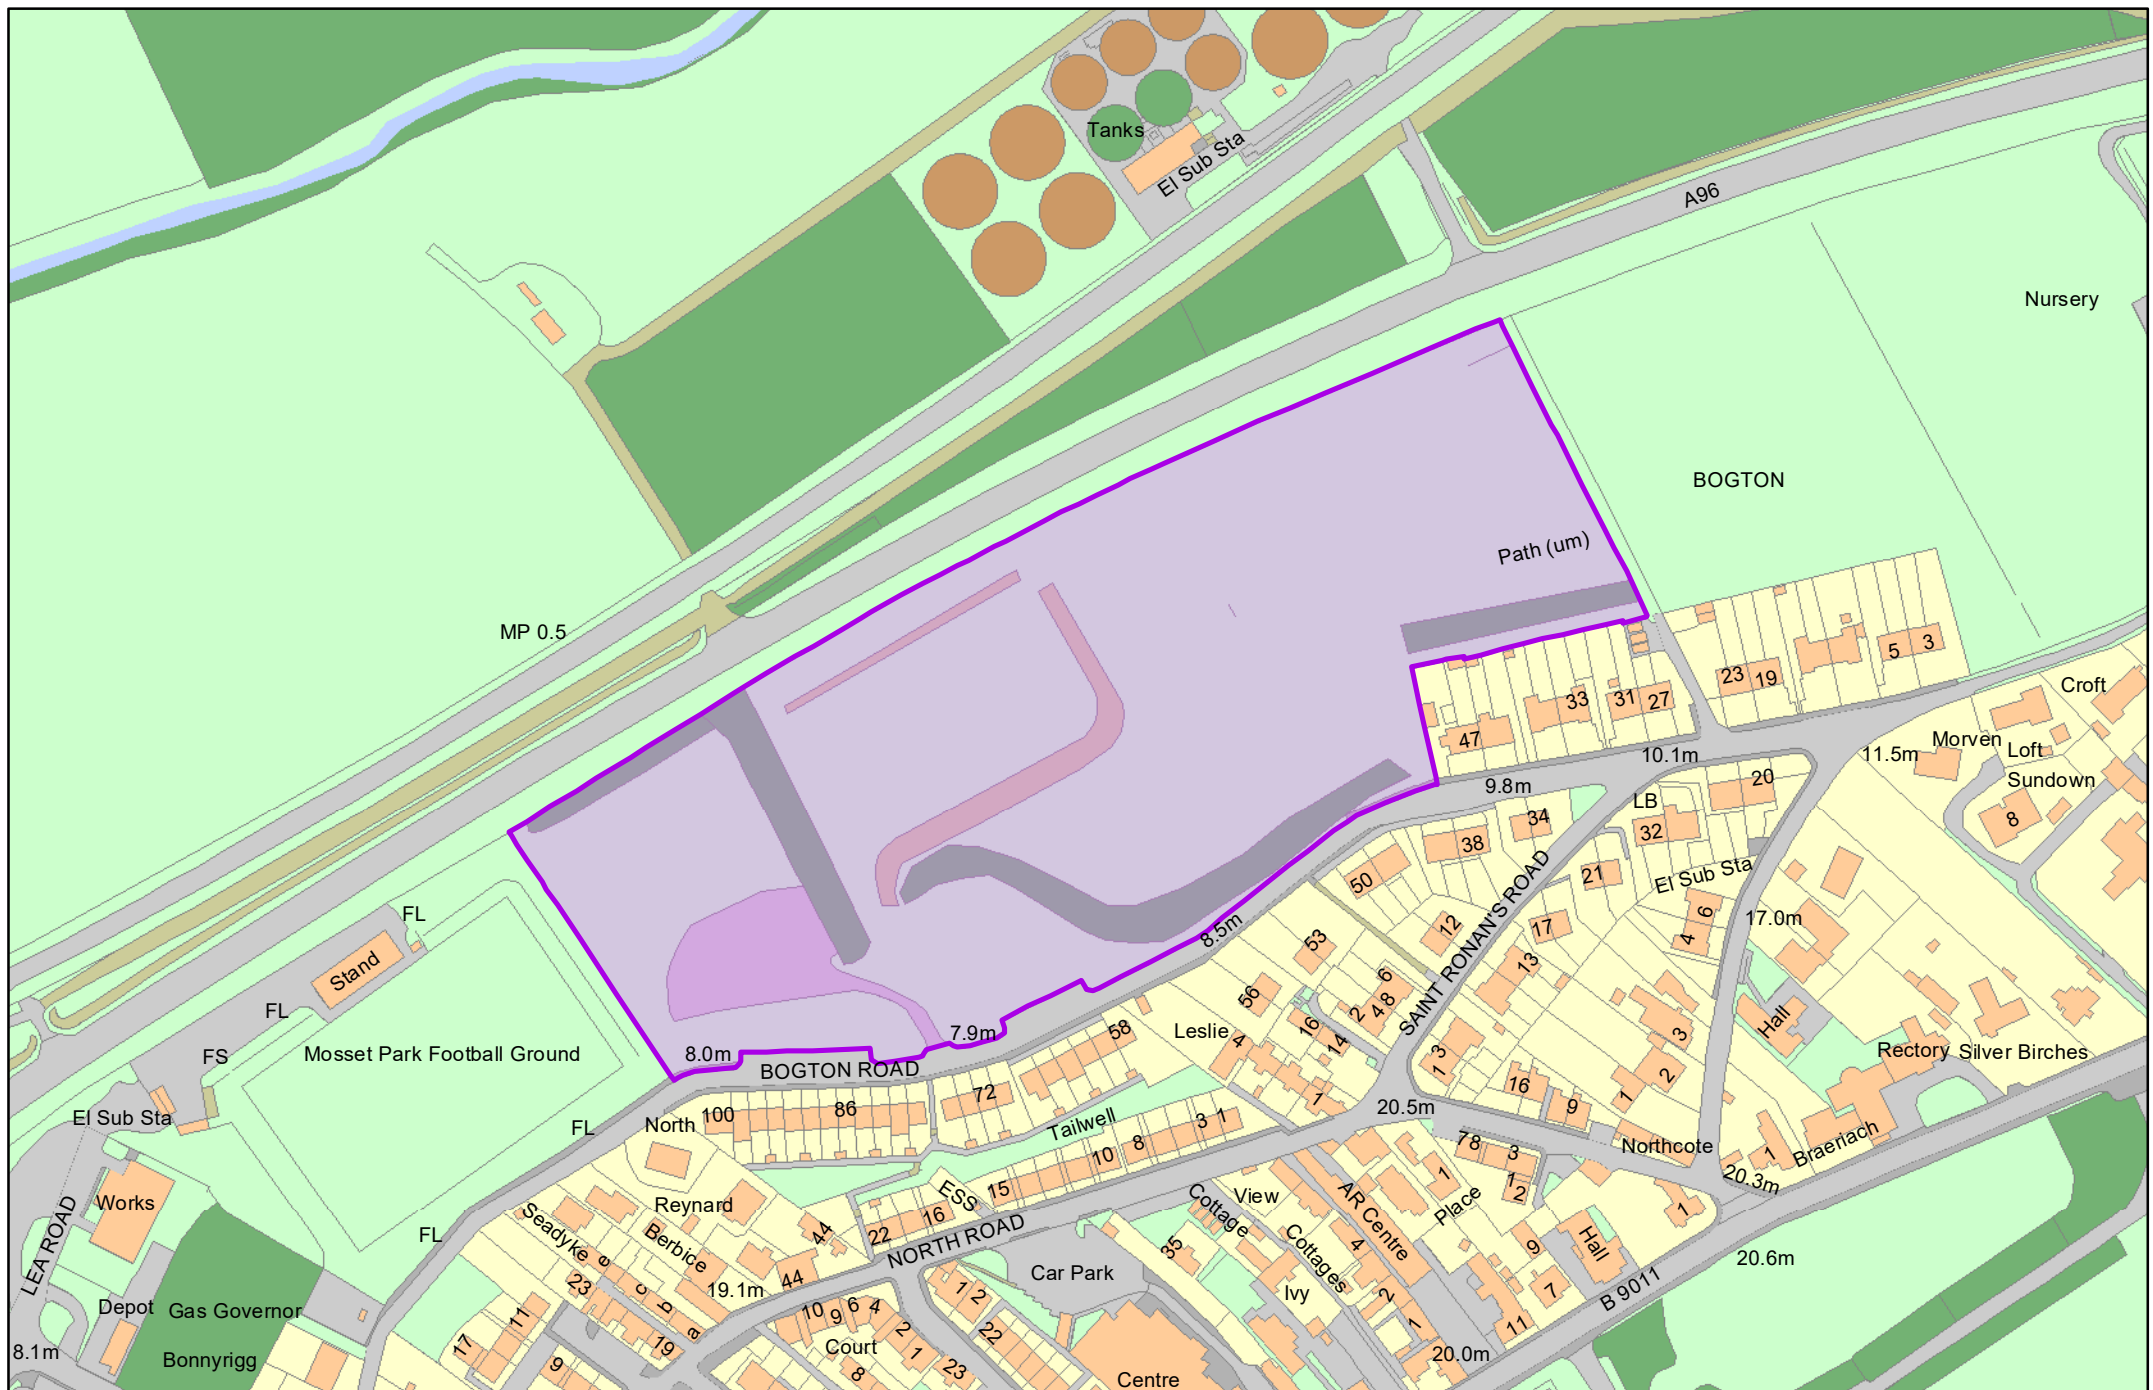 Tanks
El Sub Sta
A96
Nursery
BOGTON
Path (um)
MP 0.5
23
19
5
3
33
31
27
47
Croft
Morven
Loft
Sundown
8
10.1m
11.5m
9.8m
LB
20
32
34
38
50
21
El Sub Sta
6
4
17.0m
17
12
13
SAINT RONAN'S ROAD
8.5m
53
56
6
8
4
2
16
14
Leslie
4
1
58
7.9m
8.0m
BOGTON ROAD
FL
Stand
FL
FS
Mosset Park Football Ground
El Sub Sta
FL
FL
North
100
86
72
Tailwell
3
1
8
10
15
ESS
16
22
NORTH ROAD
20.5m
3
1
16
9
1
2
3
Hall
Rectory
Silver Birches
Northcote
1
Braeriach
20.3m
78
3
1
2
1
Place
AR Centre
View
Cottage
Cottages
4
35
Ivy
2
1
9
Hall
7
11
1
20.6m
B 9011
20.0m
Works
LEA ROAD
Depot
Gas Governor
Bonnyrigg
8.1m
Reynard
Berbice
Seadyke
e
c
b
a
23
19
11
17
9
44
44
19.1m
10
9
6
4
2
1
Court
8
23
1
2
22
Car Park
Centre